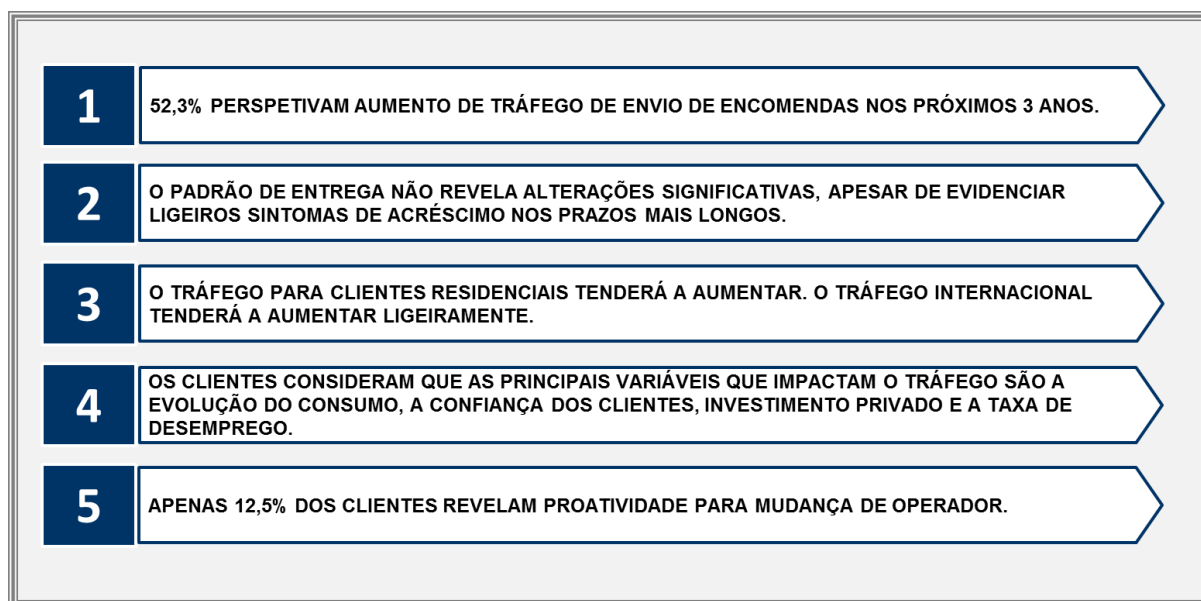 1
52,3% PERSPETIVAM AUMENTO DE TRÁFEGO DE ENVIO DE ENCOMENDAS NOS PRÓXIMOS 3 ANOS.
2
O PADRÃO DE ENTREGA NÃO REVELA ALTERAÇÕES SIGNIFICATIVAS, APESAR DE EVIDENCIAR
LIGEIROS SINTOMAS DE ACRÉSCIMO NOS PRAZOS MAIS LONGOS.
3
O TRÁFEGO PARA CLIENTES RESIDENCIAIS TENDERÁ A AUMENTAR. O TRÁFEGO INTERNACIONAL
TENDERÁ A AUMENTAR LIGEIRAMENTE.
4
OS CLIENTES CONSIDERAM QUE AS PRINCIPAIS VARIÁVEIS QUE IMPACTAM O TRÁFEGO SÃO A
EVOLUÇÃO DO CONSUMO, A CONFIANÇA DOS CLIENTES, INVESTIMENTO PRIVADO E A TAXA DE
DESEMPREGO.
5
APENAS 12,5% DOS CLIENTES REVELAM PROATIVIDADE PARA MUDANÇA DE OPERADOR.